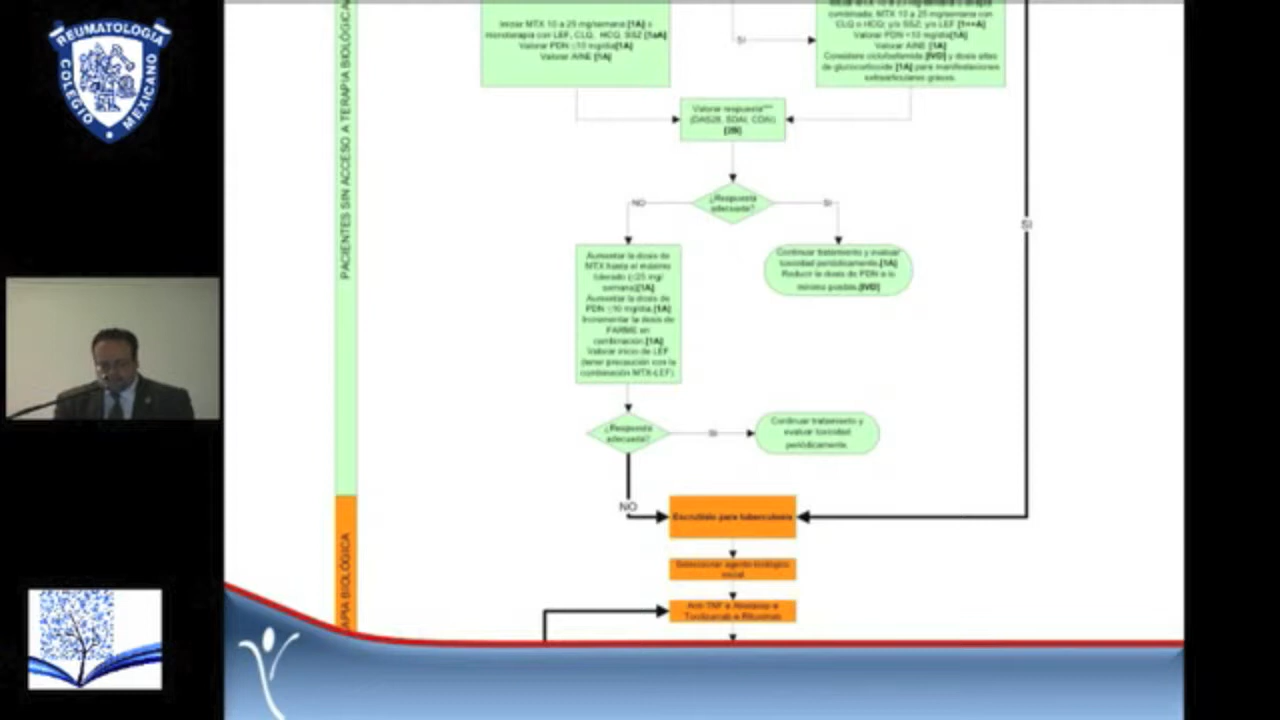 REUMATOLOGÍA
COLEGIO
MEXICANO
PACIENTES SIN ACCESO A TERAPIA BIOLÓGICA
Iniciar MTX 10 a 25 mg/semana [1A] o
monoterapia con LEF, CLQ, HCQ, SSZ [1aA]
Valorar PDN ≤10 mg/día[1A]
Valorar AINE [1A]
SI
combinada: MTX 10 a 25 mg/semana con
CLQ o HCQ; y/o SSZ; y/o LEF [1++A]
Valorar PDN <10 mg/día[1A]
Valorar AINE [1A]
Considere ciclofosfamida [IVD] y dosis altas
de glucocorticoide [1A] para manifestaciones
extraarticulares graves.
Valorar respuesta***
(DAS28, SDAI, CDAI)
[2B]
¿Respuesta
adecuada?
NO
SI
SI
Aumentar la dosis de
MTX hasta el máximo
tolerado (≤25 mg/
semana)[1A]
Aumentar la dosis de
PDN ≤10 mg/día.[1A]
Incrementar la dosis de
FARME en
combinación.[1A]
Valorar inicio de LEF
(tener precaución con la
combinación MTX-LEF)
Continuar tratamiento y evaluar
toxicidad periódicamente.[1A]
Reducir la dosis de PDN a lo
mínimo posible.[IVD]
¿Respuesta
adecuada?
SI
Continuar tratamiento y
evaluar toxicidad
periódicamente.
NO
Escrutinio para tuberculosis
Seleccionar agente biológico
inicial
Anti TNF o Abatacep o
Tocilizumab o Rituximab
APIA BIOLÓGICA